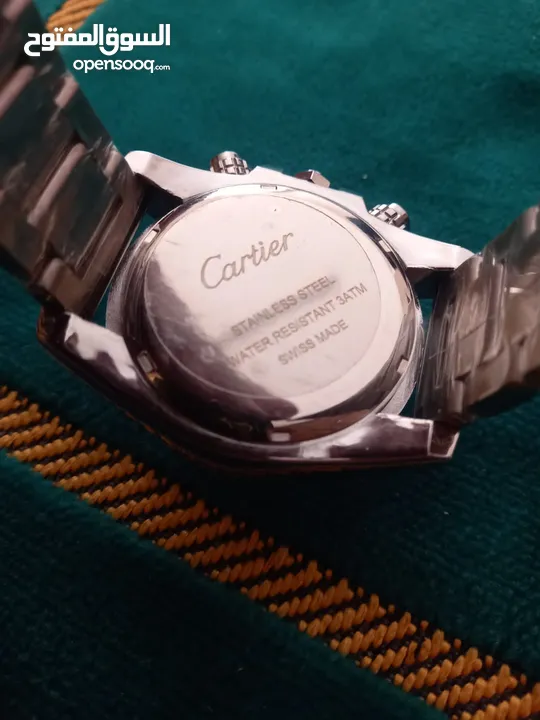 السوق المفتوح
opensooq.com
Cartier
STAINLESS STEEL
WATER RESISTANT 3ATM
SWISS MADE